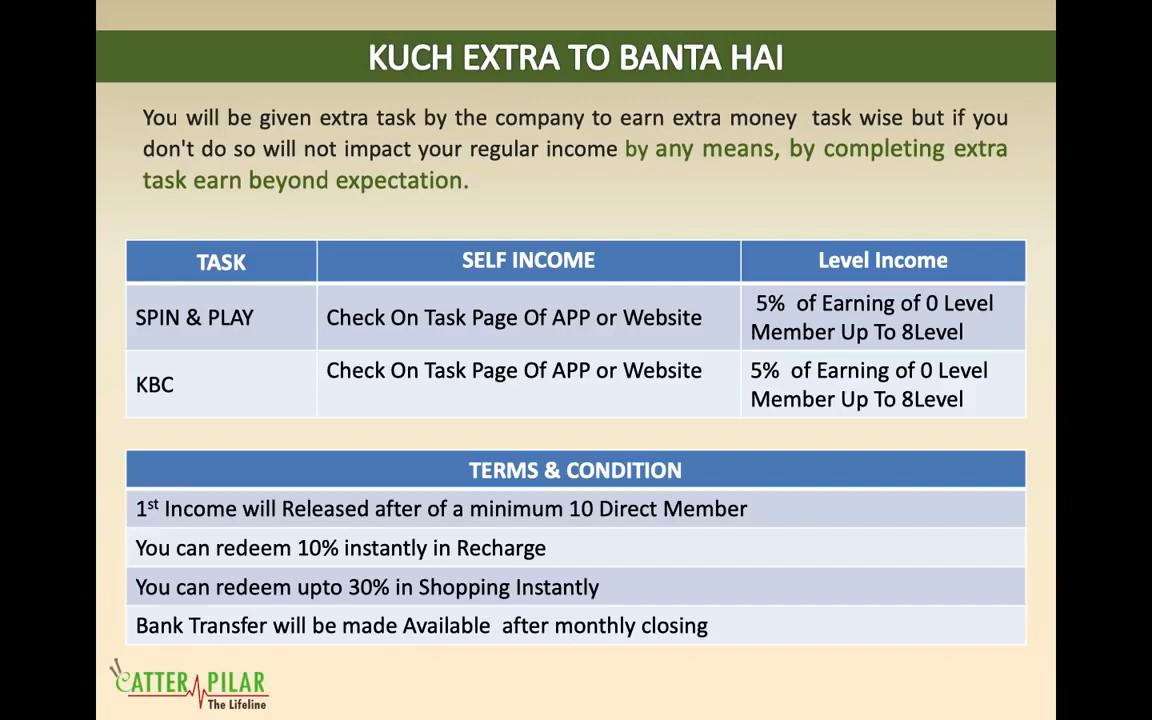 KUCH EXTRA TO BANTA HAI
You will be given extra task by the company to earn extra money task wise but if you
don't do so will not impact your regular income by any means, by completing extra
task earn beyond expectation.
TASK
SELF INCOME
Level Income
SPIN & PLAY
Check On Task Page Of APP or Website
5% of Earning of 0 Level
Member Up To 8Level
KBC
Check On Task Page Of APP or Website
5% of Earning of 0 Level
Member Up To 8Level
TERMS & CONDITION
1st Income will Released after of a minimum 10 Direct Member
You can redeem 10% instantly in Recharge
You can redeem upto 30% in Shopping Instantly
Bank Transfer will be made Available after monthly closing
CATTER PILAR
The Lifeline